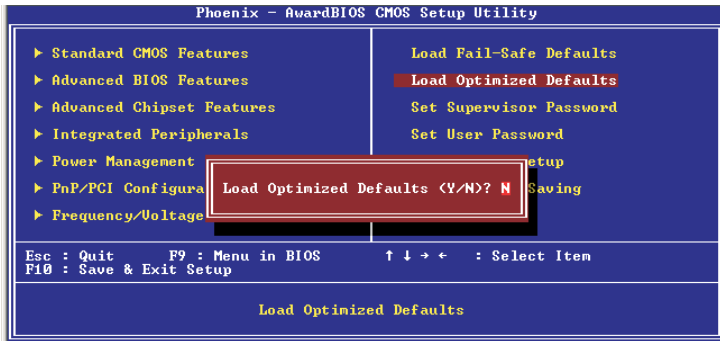 Phoenix - AwardBIOS CMOS Setup Utility
▶ Standard CMOS Features
▶ Advanced BIOS Features
▶ Advanced Chipset Features
▶ Integrated Peripherals
▶ Power Management
▶ PnP/PCI Configura
▶ Frequency/Voltage
Load Fail-Safe Defaults
Load Optimized Defaults
Set Supervisor Password
Set User Password
etup
Saving
Load Optimized Defaults (Y/N)? N
Esc : Quit F9 : Menu in BIOS ↑ ↓ → ← : Select Item
F10 : Save & Exit Setup
Load Optimized Defaults